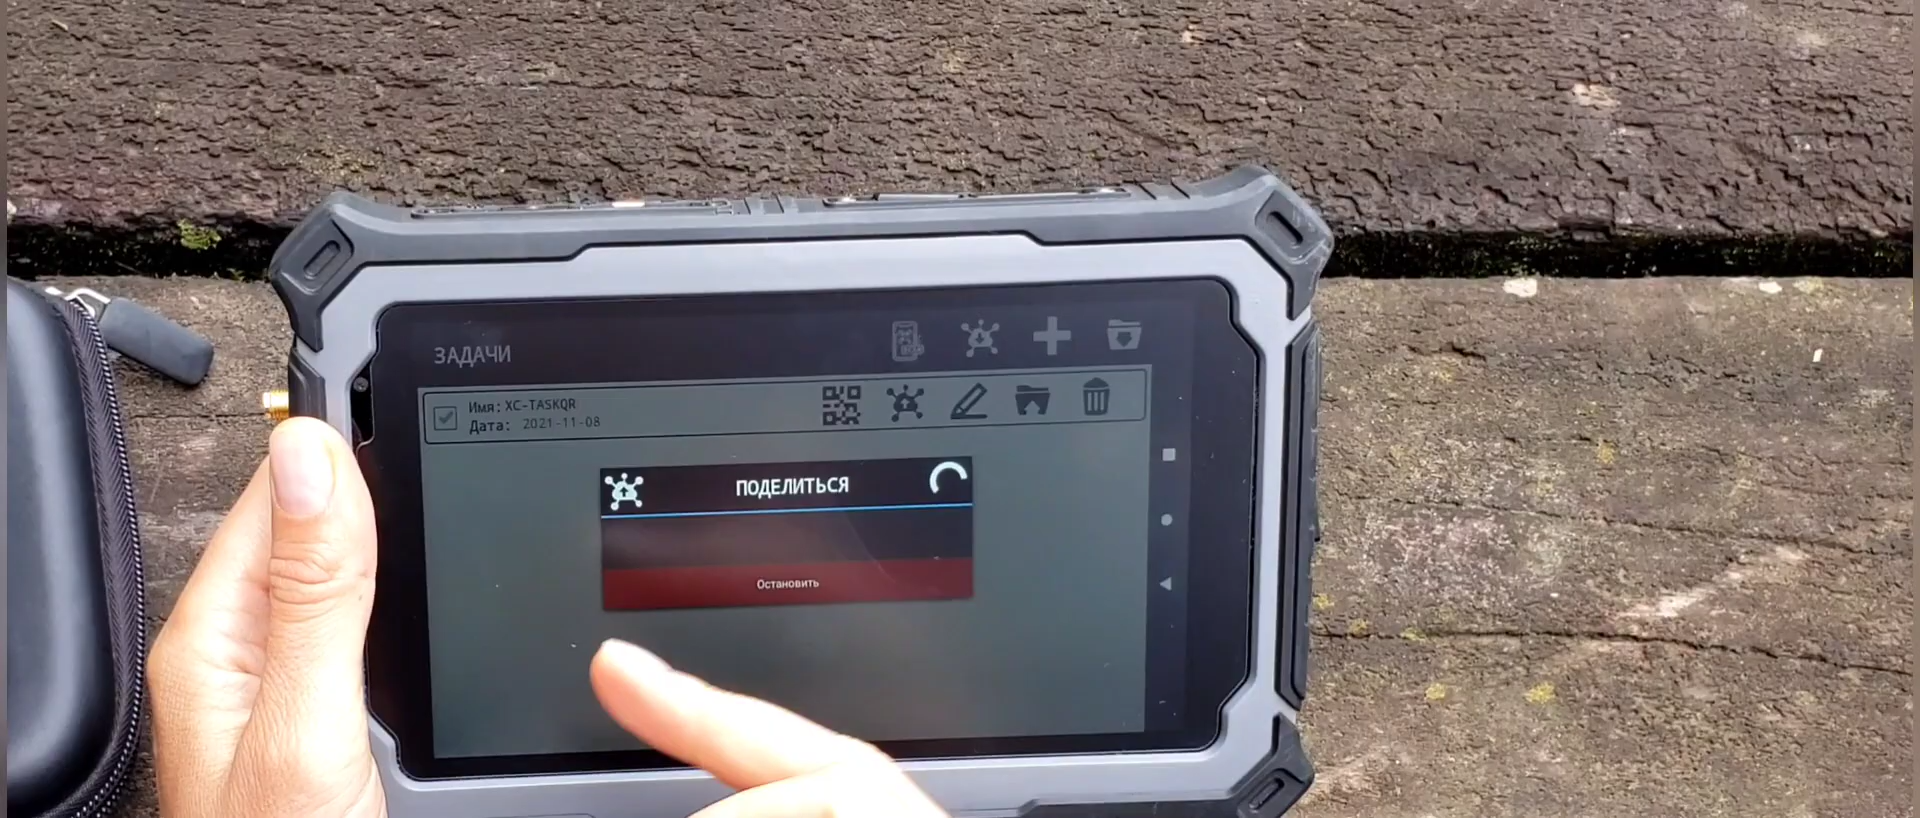 ЗАДАЧИ
Имя: XC-TASKQR
Дата: 2021-11-08
ПОДЕЛИТЬСЯ
Остановить